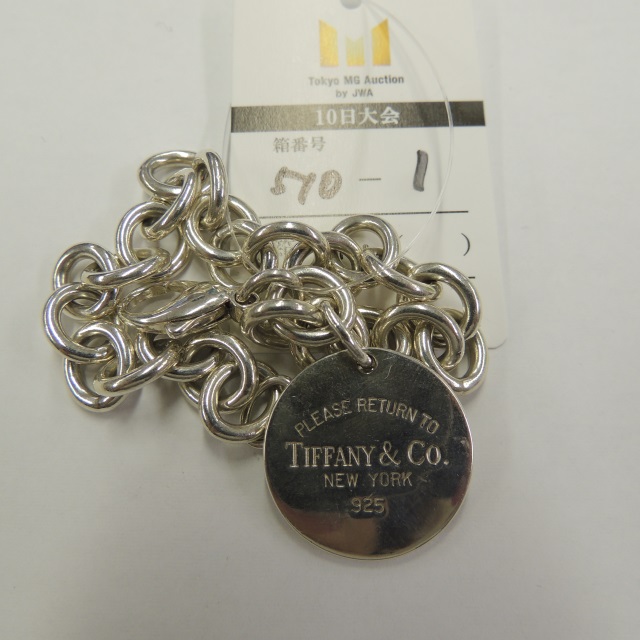 Tokyo MG Auction
by JWA
10日大会
箱番号
570 - 1
)
PLEASE RETURN TO
TIFFANY & CO.
NEW YORK
925